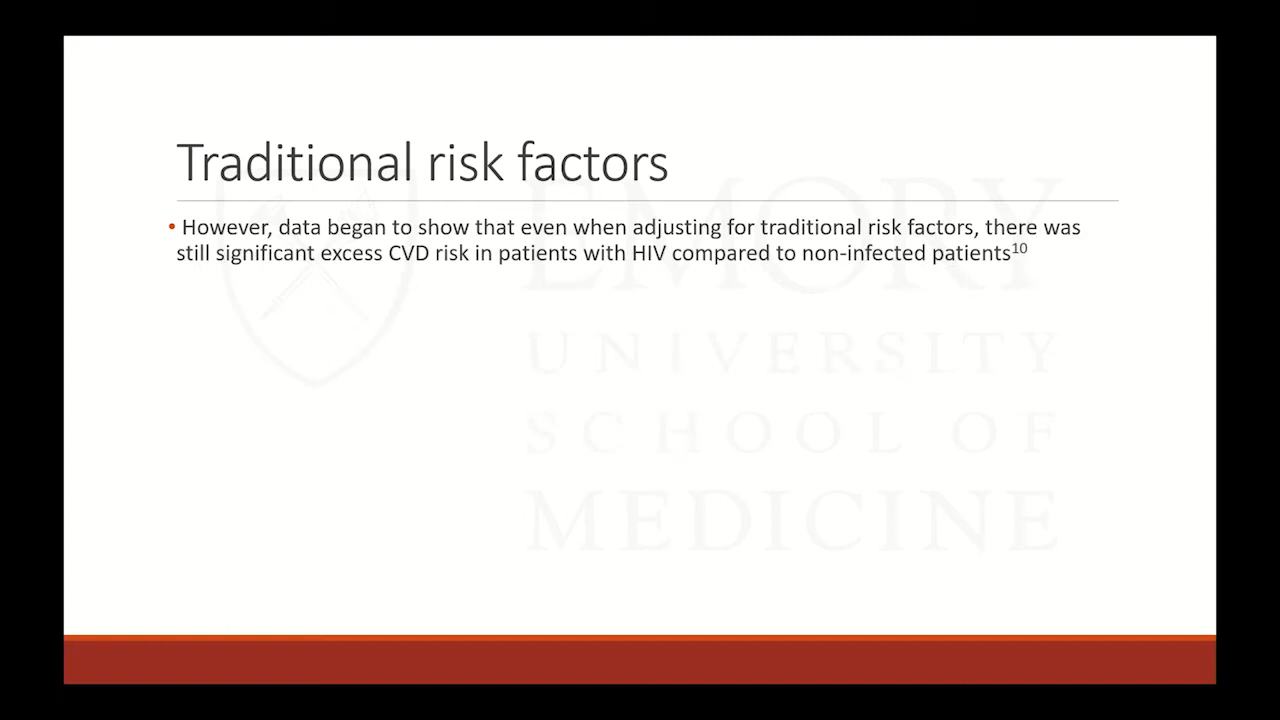 Traditional risk factors
• However, data began to show that even when adjusting for traditional risk factors, there was
still significant excess CVD risk in patients with HIV compared to non-infected patients¹⁰
EMORY
UNIVERSITY
SCHOOL OF
MEDICINE